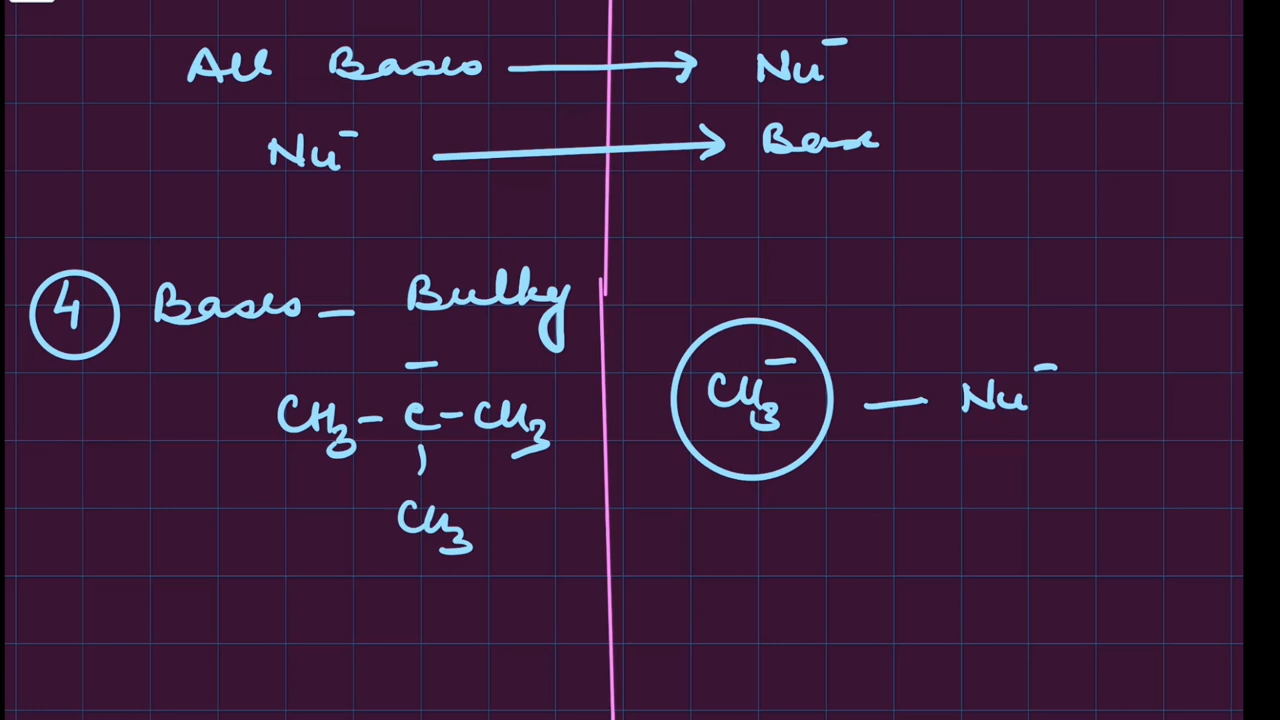 All Bases ⟶ Nu⁻
Nu⁻ ⟶ Base
4 Bases – Bulky
CH₃ – C⁻ – CH₃
CH₃
CH₃⁻ – Nu⁻